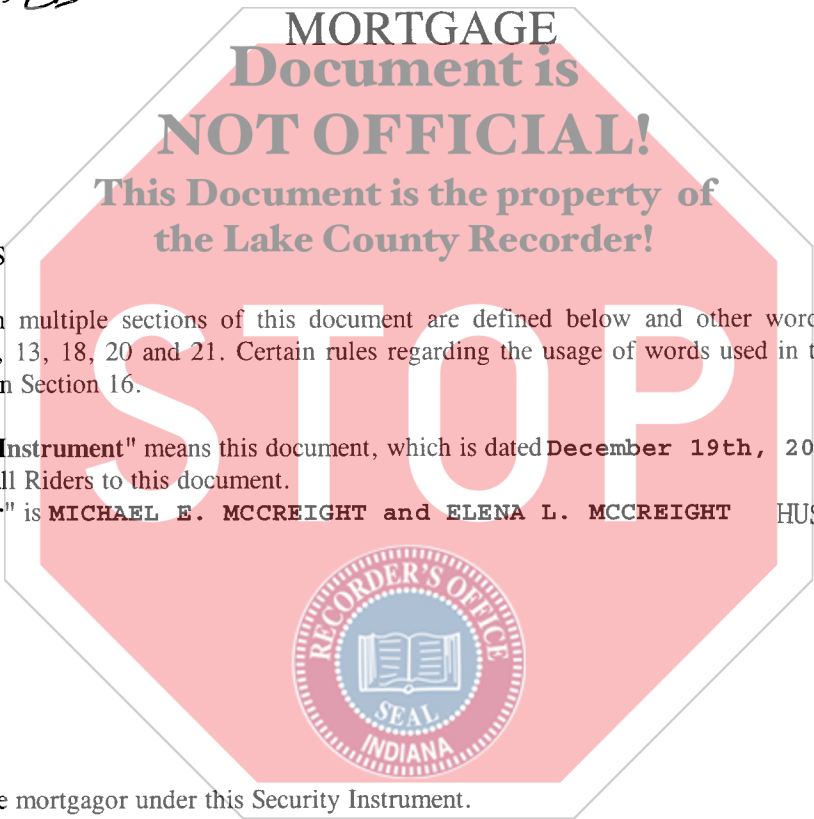 MORTGAGE
Document is
NOT OFFICIAL!
This Document is the property of
the Lake County Recorder!
S
n multiple sections of this document are defined below and other word
, 13, 18, 20 and 21. Certain rules regarding the usage of words used in t
n Section 16.
STOP
Instrument" means this document, which is dated December 19th, 20
ll Riders to this document.
" is MICHAEL E. MCCREIGHT and ELENA L. MCCREIGHT HUS
RECORDER'S OFFICE
SEAL
INDIANA
e mortgagor under this Security Instrument.